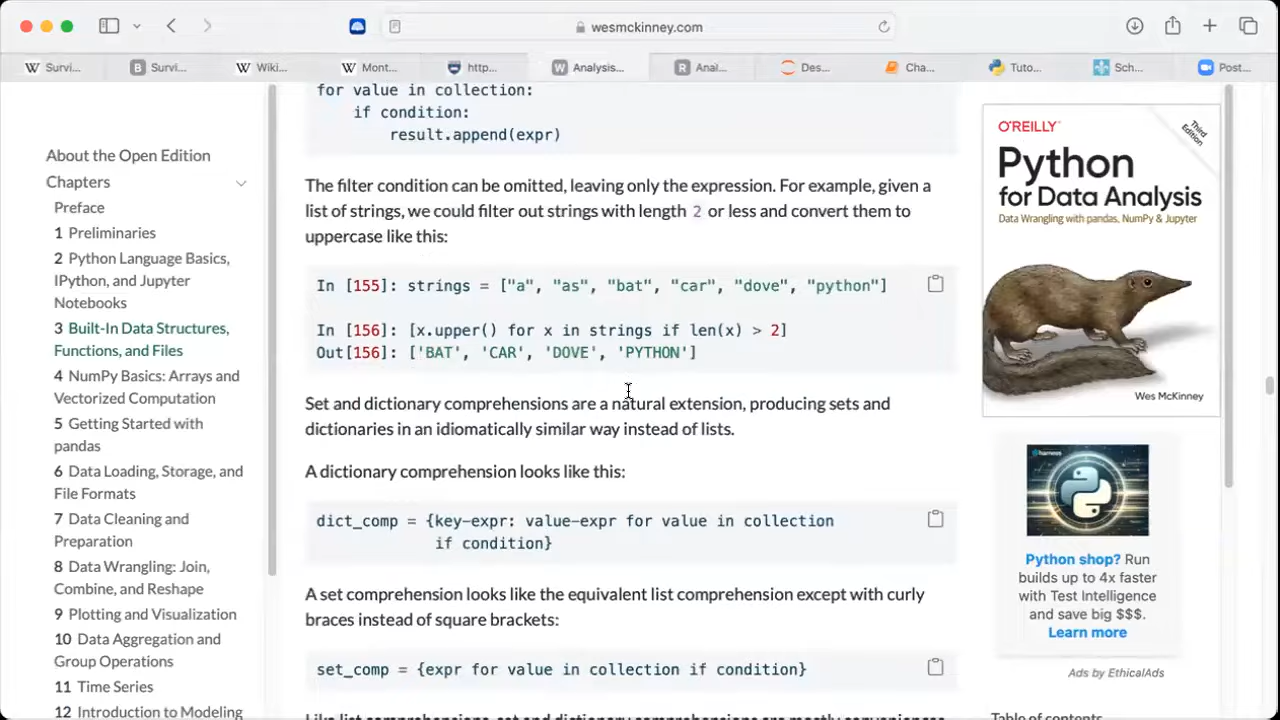 wesmckinney.com
Survi...
Survi...
Wiki...
Mont...
http...
Analysis...
Anal...
Des...
Cha...
Tuto...
Sch...
Post...
About the Open Edition
Chapters
Preface
1 Preliminaries
2 Python Language Basics,
IPython, and Jupyter
Notebooks
3 Built-In Data Structures,
Functions, and Files
4 NumPy Basics: Arrays and
Vectorized Computation
5 Getting Started with
pandas
6 Data Loading, Storage, and
File Formats
7 Data Cleaning and
Preparation
8 Data Wrangling: Join,
Combine, and Reshape
9 Plotting and Visualization
10 Data Aggregation and
Group Operations
11 Time Series
12 Introduction to Modeling
for value in collection:
if condition:
result.append(expr)
The filter condition can be omitted, leaving only the expression. For example, given a
list of strings, we could filter out strings with length 2 or less and convert them to
uppercase like this:
In [155]: strings = ["a", "as", "bat", "car", "dove", "python"]
In [156]: [x.upper() for x in strings if len(x) > 2]
Out[156]: ['BAT', 'CAR', 'DOVE', 'PYTHON']
Set and dictionary comprehensions are a natural extension, producing sets and
dictionaries in an idiomatically similar way instead of lists.
A dictionary comprehension looks like this:
dict_comp = {key-expr: value-expr for value in collection
if condition}
A set comprehension looks like the equivalent list comprehension except with curly
braces instead of square brackets:
set_comp = {expr for value in collection if condition}
Like list comprehensions, set and dictionary comprehensions are mostly conveniences
O'REILLY
Third
Edition
Python
for Data Analysis
Data Wrangling with pandas, NumPy & Jupyter
Wes McKinney
harness
Python shop? Run
builds up to 4x faster
with Test Intelligence
and save big $$$.
Learn more
Ads by EthicalAds
Table of contents